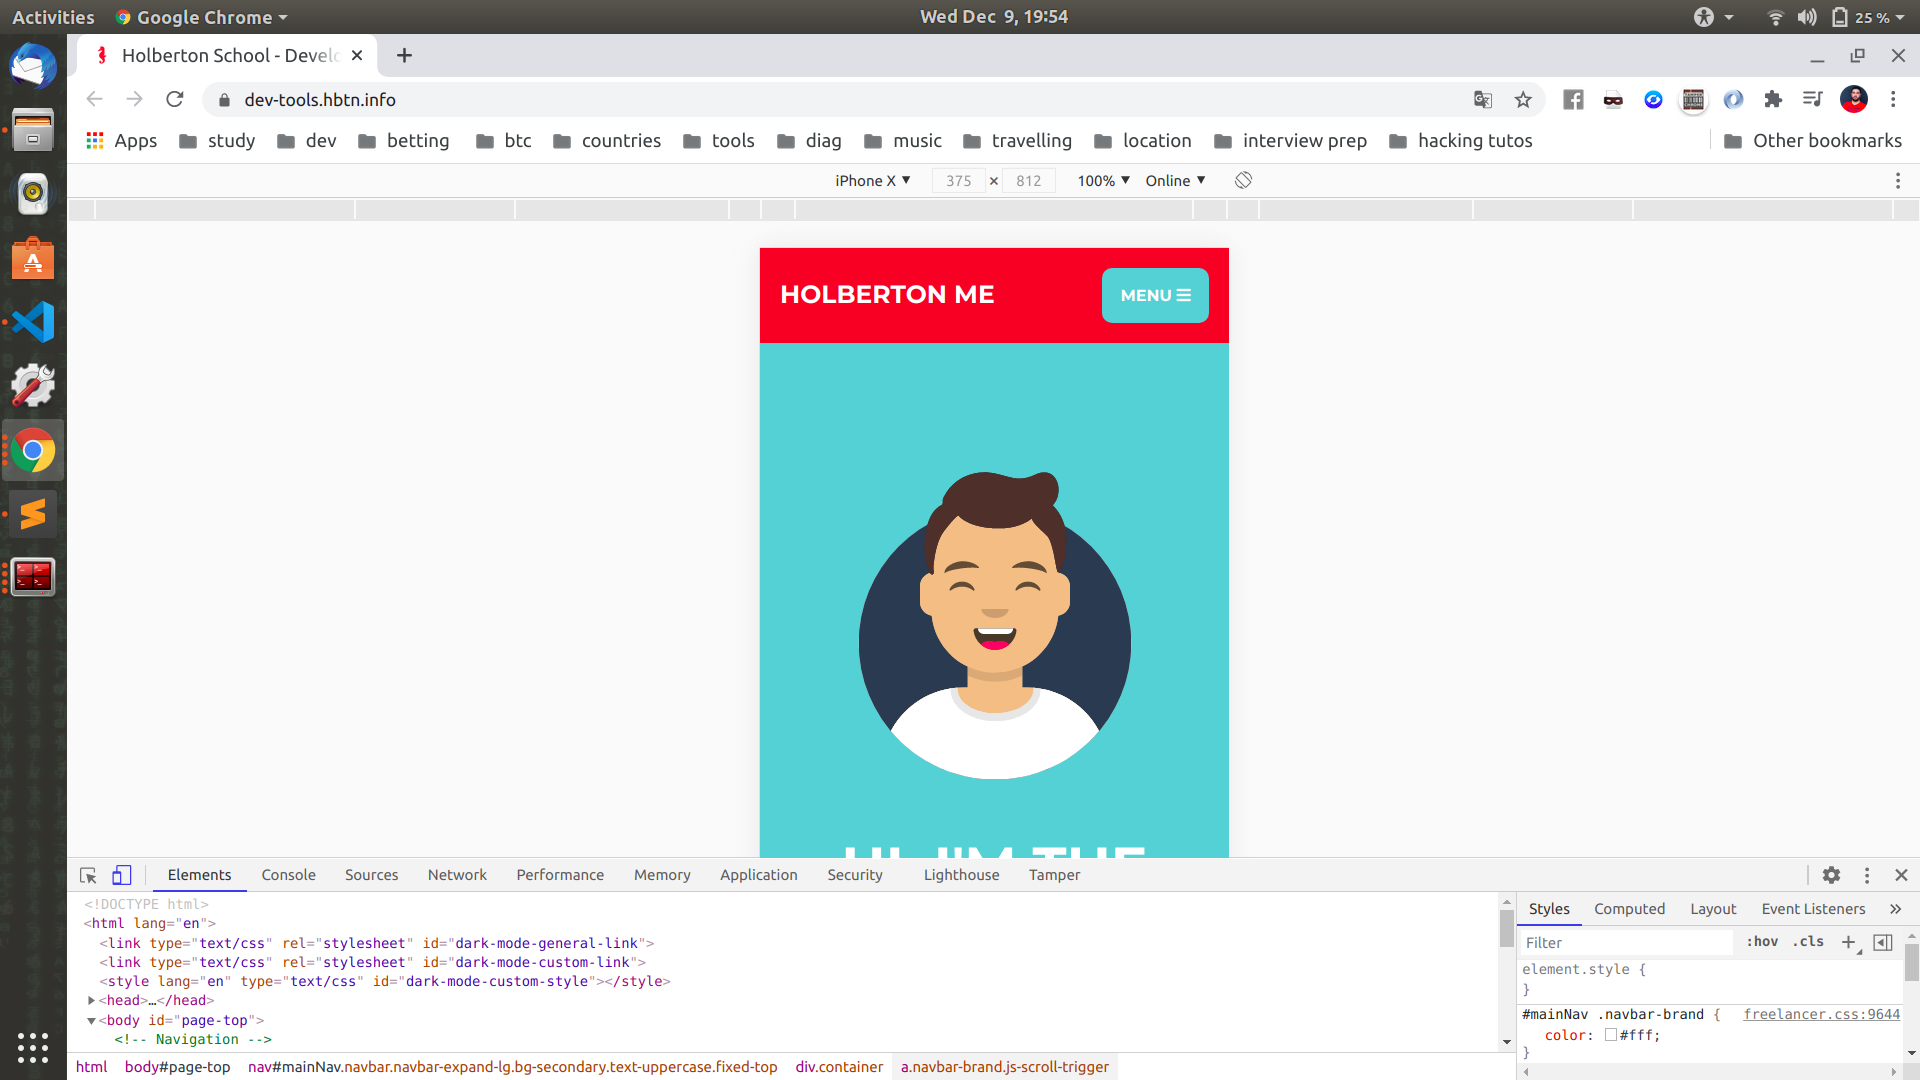 Activities Google Chrome Wed Dec 9, 19:54 25 %
Holberton School - Develo
dev-tools.hbtn.info
Apps study dev betting btc countries tools diag music travelling location interview prep hacking tutos Other bookmarks
iPhone X 375 × 812 100% Online
HOLBERTON ME MENU
HI, I'M THE
Elements Console Sources Network Performance Memory Application Security Lighthouse Tamper
<!DOCTYPE html>
<html lang="en">
<link type="text/css" rel="stylesheet" id="dark-mode-general-link">
<link type="text/css" rel="stylesheet" id="dark-mode-custom-link">
<style lang="en" type="text/css" id="dark-mode-custom-style"></style>
<head>…</head>
<body id="page-top">
<!-- Navigation -->
html body#page-top nav#mainNav.navbar.navbar-expand-lg.bg-secondary.text-uppercase.fixed-top div.container a.navbar-brand.js-scroll-trigger
Styles Computed Layout Event Listeners »
Filter :hov .cls +
element.style {
}
#mainNav .navbar-brand { freelancer.css:9644
color: #fff;
}